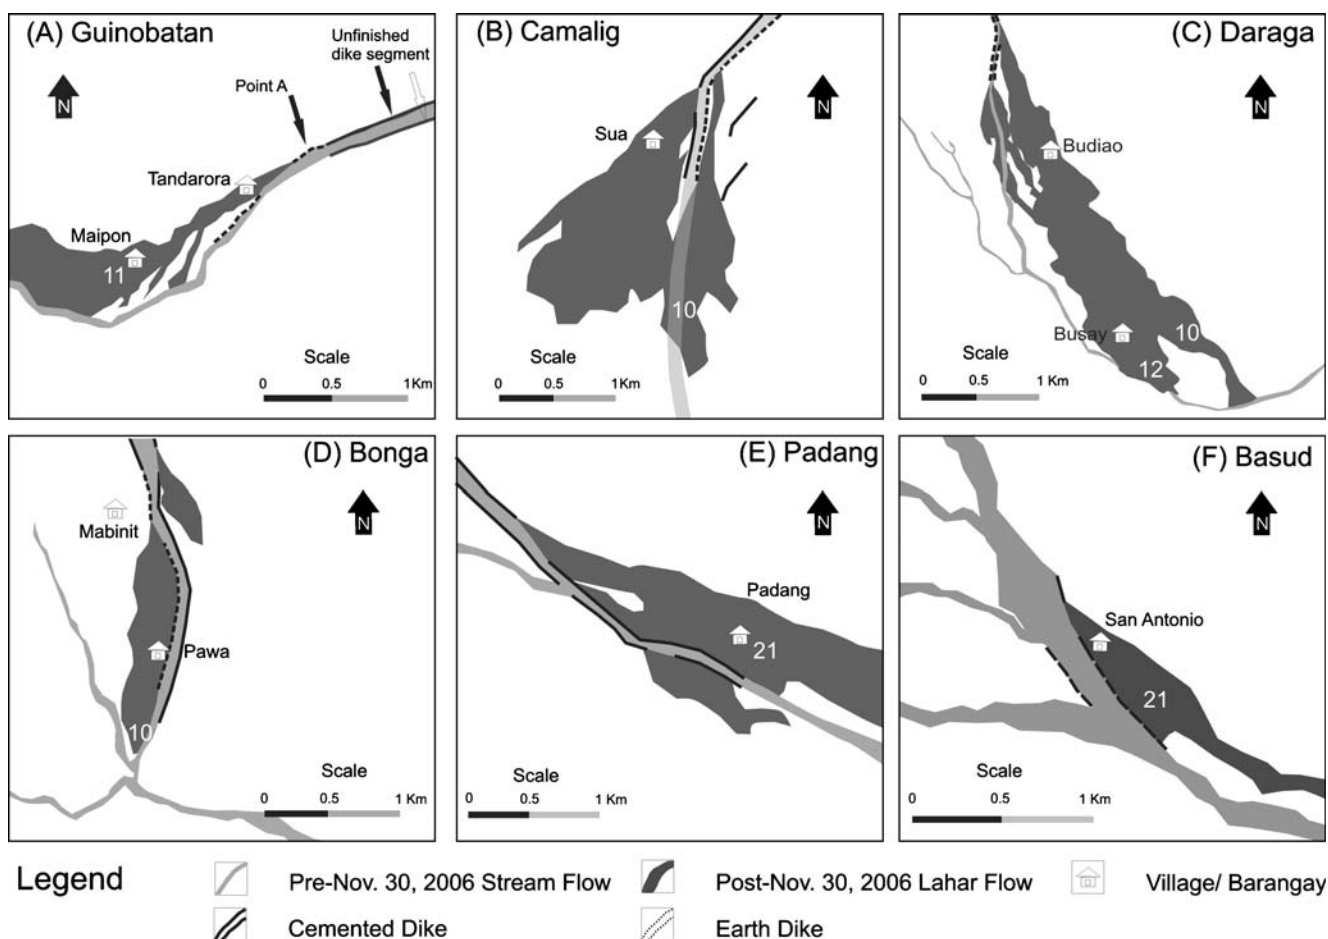 (A) Guinobatan
Unfinished
dike segment
Point A
N
Tandarora
Maipon
11
Scale
0 0.5 1 Km
(B) Camalig
N
Sua
10
Scale
0 0.5 1 Km
(C) Daraga
N
Budiao
Busay
10
12
Scale
0 0.5 1 Km
(D) Bonga
N
Mabinit
Pawa
10
Scale
0 0.5 1 Km
(E) Padang
N
Padang
21
Scale
0 0.5 1 Km
(F) Basud
N
San Antonio
21
Scale
0 0.5 1 Km
Legend
Pre-Nov. 30, 2006 Stream Flow
Post-Nov. 30, 2006 Lahar Flow
Village/ Barangay
Cemented Dike
Earth Dike